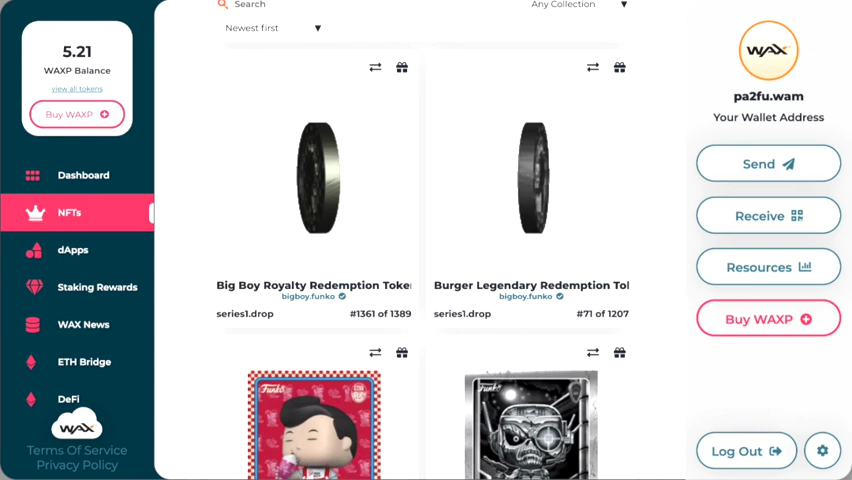 5.21
WAXP Balance
view all tokens
Buy WAXP
Dashboard
NFTs
dApps
Staking Rewards
WAX News
ETH Bridge
DeFi
WAX
Terms Of Service
Privacy Policy
Search
Any Collection
Newest first
Big Boy Royalty Redemption Toke
bigboy.funko
series1.drop
#1361 of 1389
Burger Legendary Redemption To
bigboy.funko
series1.drop
#71 of 1207
Funko
Funko
WAX
pa2fu.wam
Your Wallet Address
Send
Receive
Resources
Buy WAXP
Log Out